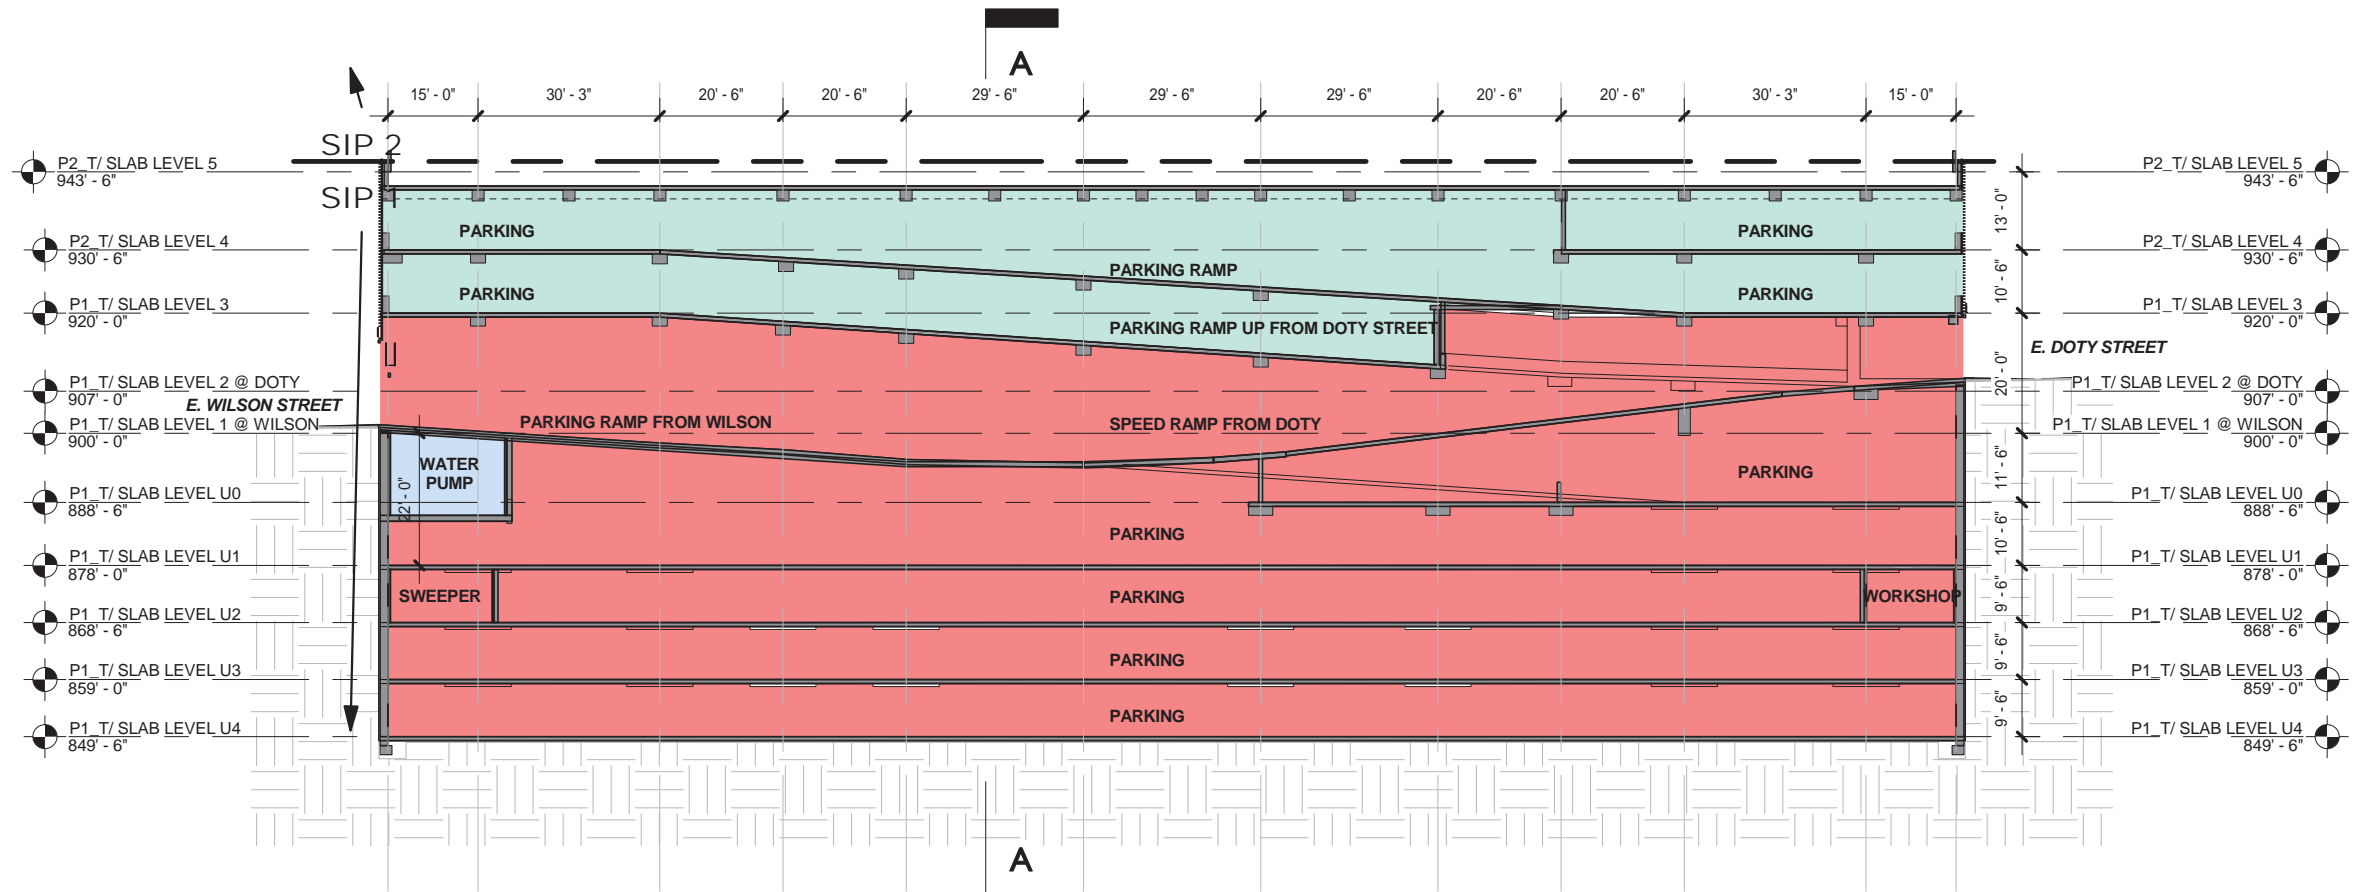 A
15' - 0"
30' - 3"
20' - 6"
20' - 6"
29' - 6"
29' - 6"
29' - 6"
20' - 6"
20' - 6"
30' - 3"
15' - 0"
SIP 2
SIP
P2_T/ SLAB LEVEL 5
943' - 6"
P2_T/ SLAB LEVEL 4
930' - 6"
P1_T/ SLAB LEVEL 3
920' - 0"
P1_T/ SLAB LEVEL 2 @ DOTY
907' - 0"
E. WILSON STREET
P1_T/ SLAB LEVEL 1 @ WILSON
900' - 0"
P1_T/ SLAB LEVEL U0
888' - 6"
P1_T/ SLAB LEVEL U1
878' - 0"
P1_T/ SLAB LEVEL U2
868' - 6"
P1_T/ SLAB LEVEL U3
859' - 0"
P1_T/ SLAB LEVEL U4
849' - 6"
PARKING
PARKING
PARKING RAMP
PARKING
PARKING
PARKING RAMP UP FROM DOTY STREET
PARKING RAMP FROM WILSON
SPEED RAMP FROM DOTY
WATER
PUMP
22' - 0"
PARKING
PARKING
SWEEPER
PARKING
WORKSHOP
PARKING
PARKING
P2_T/ SLAB LEVEL 5
943' - 6"
13' - 0"
P2_T/ SLAB LEVEL 4
930' - 6"
10' - 6"
P1_T/ SLAB LEVEL 3
920' - 0"
E. DOTY STREET
20' - 0"
P1_T/ SLAB LEVEL 2 @ DOTY
907' - 0"
P1_T/ SLAB LEVEL 1 @ WILSON
900' - 0"
11' - 6"
P1_T/ SLAB LEVEL U0
888' - 6"
10' - 6"
P1_T/ SLAB LEVEL U1
878' - 0"
9' - 6"
P1_T/ SLAB LEVEL U2
868' - 6"
9' - 6"
P1_T/ SLAB LEVEL U3
859' - 0"
9' - 6"
P1_T/ SLAB LEVEL U4
849' - 6"
A